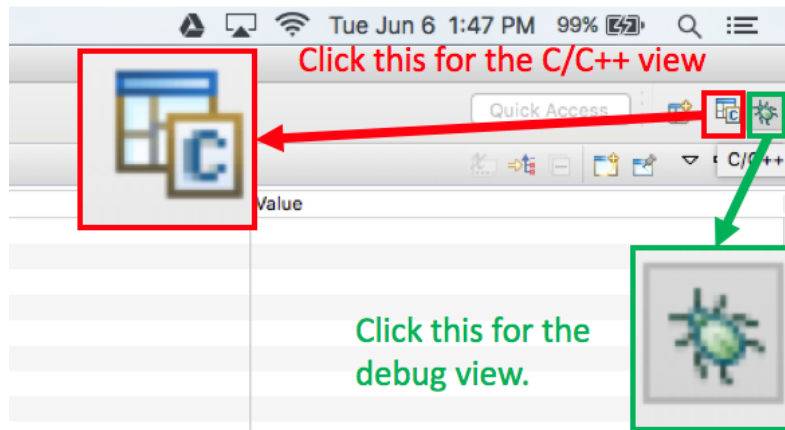 Tue Jun 6 1:47 PM 99%
Click this for the C/C++ view
Quick Access
C/C++
Value
C
Click this for the
debug view.